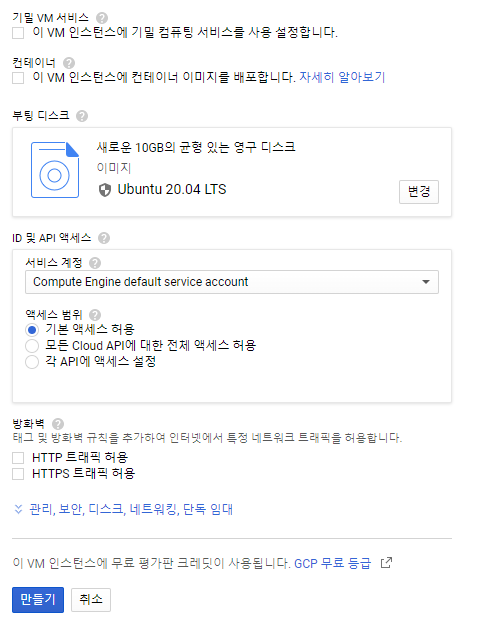 기밀 VM 서비스
이 VM 인스턴스에 기밀 컴퓨팅 서비스를 사용 설정합니다.
컨테이너
이 VM 인스턴스에 컨테이너 이미지를 배포합니다. 자세히 알아보기
부팅 디스크
새로운 10GB의 균형 있는 영구 디스크
이미지
Ubuntu 20.04 LTS
변경
ID 및 API 액세스
서비스 계정
Compute Engine default service account
액세스 범위
기본 액세스 허용
모든 Cloud API에 대한 전체 액세스 허용
각 API에 액세스 설정
방화벽
태그 및 방화벽 규칙을 추가하여 인터넷에서 특정 네트워크 트래픽을 허용합니다.
HTTP 트래픽 허용
HTTPS 트래픽 허용
관리, 보안, 디스크, 네트워킹, 단독 임대
이 VM 인스턴스에 무료 평가판 크레딧이 사용됩니다. GCP 무료 등급
만들기 취소